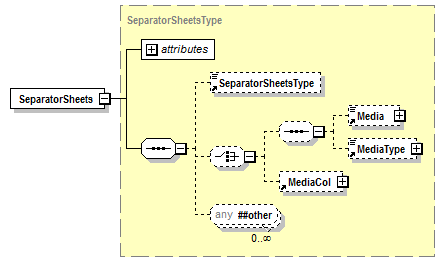 SeparatorSheetsType
attributes
SeparatorSheets
SeparatorSheetsType
Media
MediaType
MediaCol
any ##other
0..∞